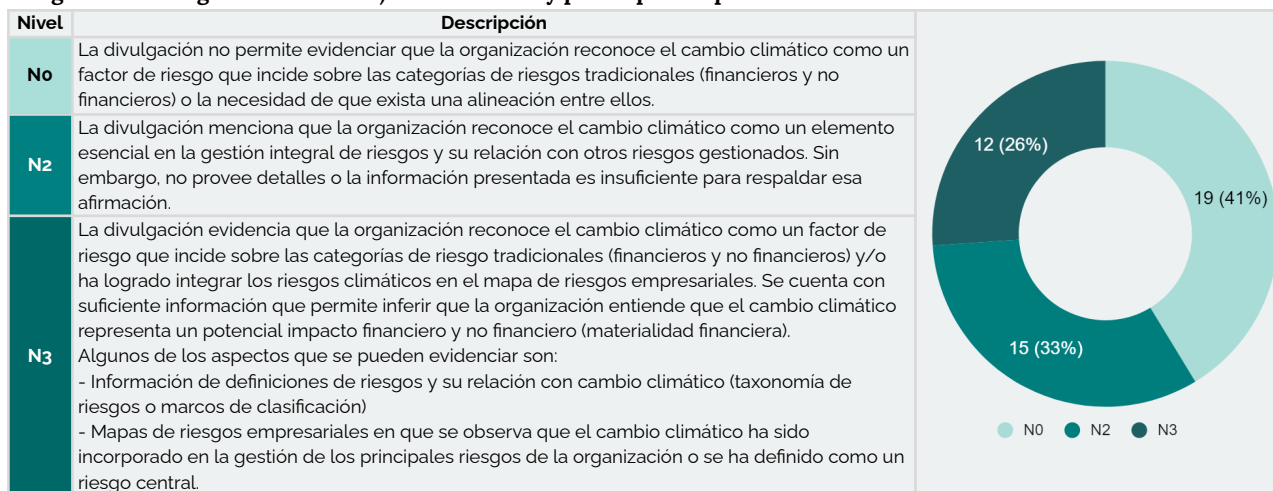 Nivel Descripción
N0 La divulgación no permite evidenciar que la organización reconoce el cambio climático como un
factor de riesgo que incide sobre las categorías de riesgos tradicionales (financieros y no
financieros) o la necesidad de que exista una alineación entre ellos.
N2 La divulgación menciona que la organización reconoce el cambio climático como un elemento
esencial en la gestión integral de riesgos y su relación con otros riesgos gestionados. Sin
embargo, no provee detalles o la información presentada es insuficiente para respaldar esa
afirmación.
N3 La divulgación evidencia que la organización reconoce el cambio climático como un factor de
riesgo que incide sobre las categorías de riesgo tradicionales (financieros y no financieros) y/o
ha logrado integrar los riesgos climáticos en el mapa de riesgos empresariales. Se cuenta con
suficiente información que permite inferir que la organización entiende que el cambio climático
representa un potencial impacto financiero y no financiero (materialidad financiera).
Algunos de los aspectos que se pueden evidenciar son:
- Información de definiciones de riesgos y su relación con cambio climático (taxonomía de
riesgos o marcos de clasificación)
- Mapas de riesgos empresariales en que se observa que el cambio climático ha sido
incorporado en la gestión de los principales riesgos de la organización o se ha definido como un
riesgo central.
12 (26%)
19 (41%)
15 (33%)
N0 N2 N3